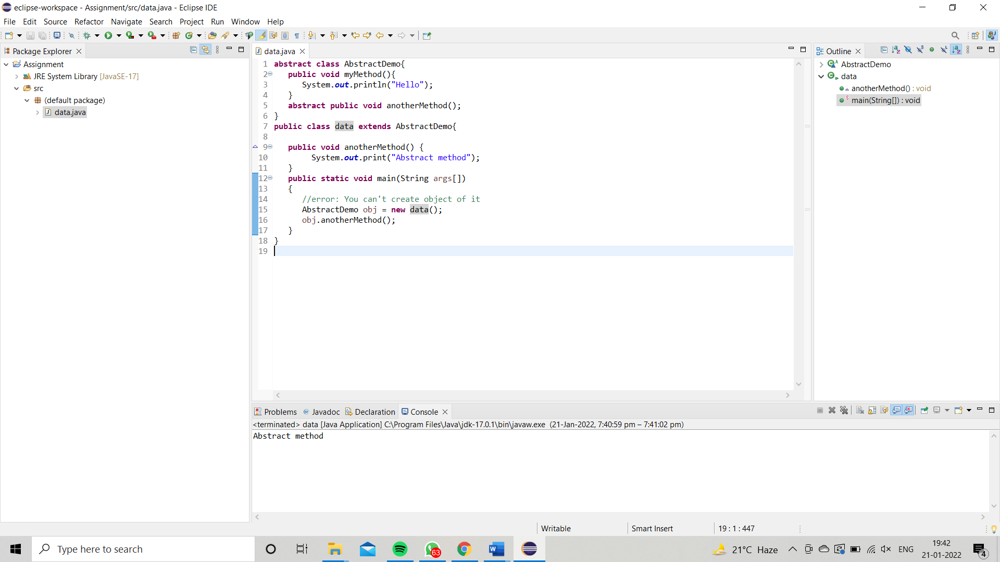 eclipse-workspace - Assignment/src/data.java - Eclipse IDE
File Edit Source Refactor Navigate Search Project Run Window Help
Package Explorer
Assignment
JRE System Library [JavaSE-17]
src
(default package)
data.java
data.java
1 abstract class AbstractDemo{
2 public void myMethod(){
3 System.out.println("Hello");
4 }
5 abstract public void anotherMethod();
6 }
7 public class data extends AbstractDemo{
8
9 public void anotherMethod() {
10 System.out.print("Abstract method");
11 }
12 public static void main(String args[])
13 {
14 //error: You can't create object of it
15 AbstractDemo obj = new data();
16 obj.anotherMethod();
17 }
18 }
19
Outline
AbstractDemo
data
anotherMethod() : void
main(String[]) : void
Problems @ Javadoc Declaration Console
<terminated> data [Java Application] C:\Program Files\Java\jdk-17.0.1\bin\javaw.exe (21-Jan-2022, 7:40:59 pm – 7:41:02 pm)
Abstract method
Writable Smart Insert 19 : 1 : 447
Type here to search
63
21°C Haze
ENG
19:42
21-01-2022
4